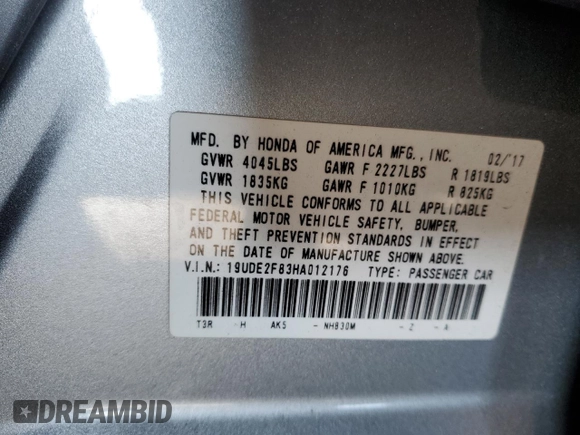 MFD. BY HONDA OF AMERICA MFG., INC. 02/'17
GVWR 4045LBS GAWR F 2227LBS R 1819LBS
GVWR 1835KG GAWR F 1010KG R 825KG
THIS VEHICLE CONFORMS TO ALL APPLICABLE
FEDERAL MOTOR VEHICLE SAFETY, BUMPER,
AND THEFT PREVENTION STANDARDS IN EFFECT
ON THE DATE OF MANUFACTURE SHOWN ABOVE.
V.I.N.: 19UDE2F83HA012176 TYPE: PASSENGER CAR
T3R -H AK5 - NH830M - 2 - A
DREAMBID